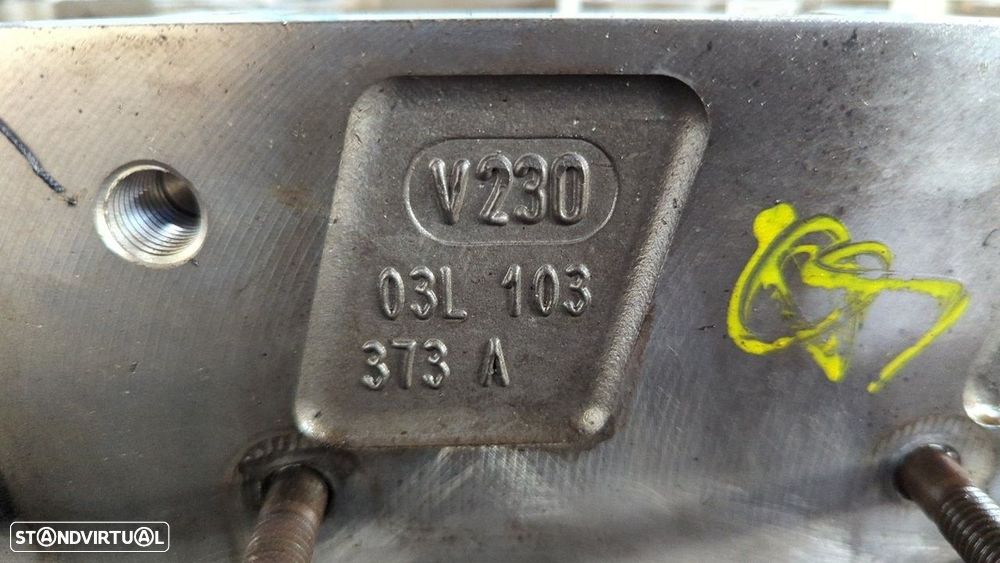 V230
03L 103
373 A
STANDVIRTUAL